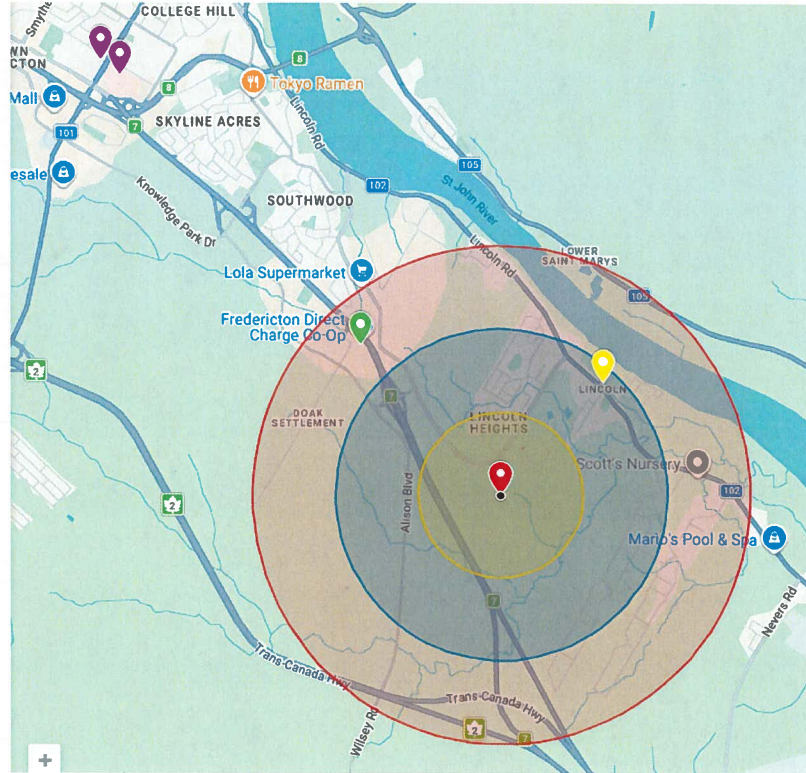 COLLEGE HILL
Smythe
WN
CTON
8
8
Tokyo Ramen
Mall
7
SKYLINE ACRES
Lincoln Rd
101
105
esale
Knowledge Park Dr
102
St John River
SOUTHWOOD
Lincoln Rd
LOWER
SAINT MARYS
Lola Supermarket
105
Fredericton Direct
Charge Co-Op
2
7
LINCOLN
DOAK
SETTLEMENT
LINCOLN
HEIGHTS
Scott's Nursery
Alison Blvd
102
2
Mario's Pool & Spa
7
Nevers Rd
Trans-Canada Hwy
Trans-Canada Hwy
Wilsey Rd
2
7
+